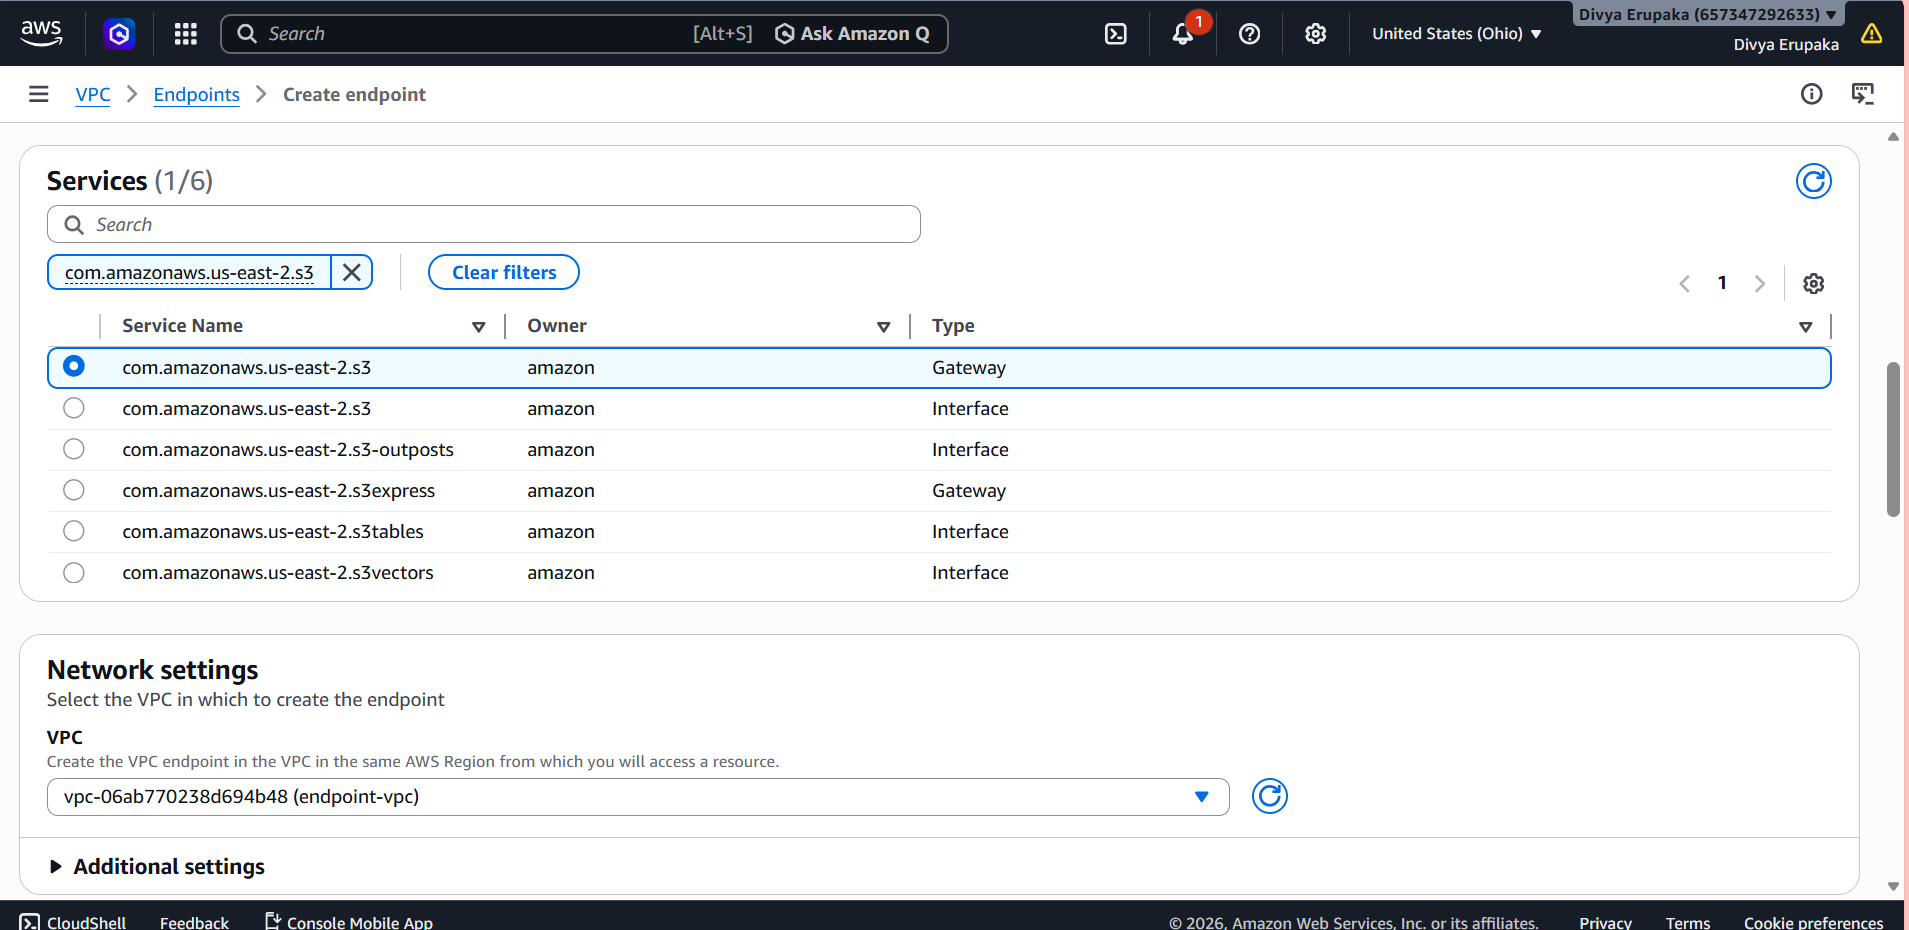 aws
Search [Alt+S] Ask Amazon Q
1
United States (Ohio)
Divya Erupaka (657347292633)
Divya Erupaka
VPC > Endpoints > Create endpoint
Services (1/6)
Search
com.amazonaws.us-east-2.s3
Clear filters
1
Service Name Owner Type
com.amazonaws.us-east-2.s3 amazon Gateway
com.amazonaws.us-east-2.s3 amazon Interface
com.amazonaws.us-east-2.s3-outposts amazon Interface
com.amazonaws.us-east-2.s3express amazon Gateway
com.amazonaws.us-east-2.s3tables amazon Interface
com.amazonaws.us-east-2.s3vectors amazon Interface
Network settings
Select the VPC in which to create the endpoint
VPC
Create the VPC endpoint in the VPC in the same AWS Region from which you will access a resource.
vpc-06ab770238d694b48 (endpoint-vpc)
Additional settings
CloudShell Feedback Console Mobile App © 2026, Amazon Web Services, Inc. or its affiliates. Privacy Terms Cookie preferences